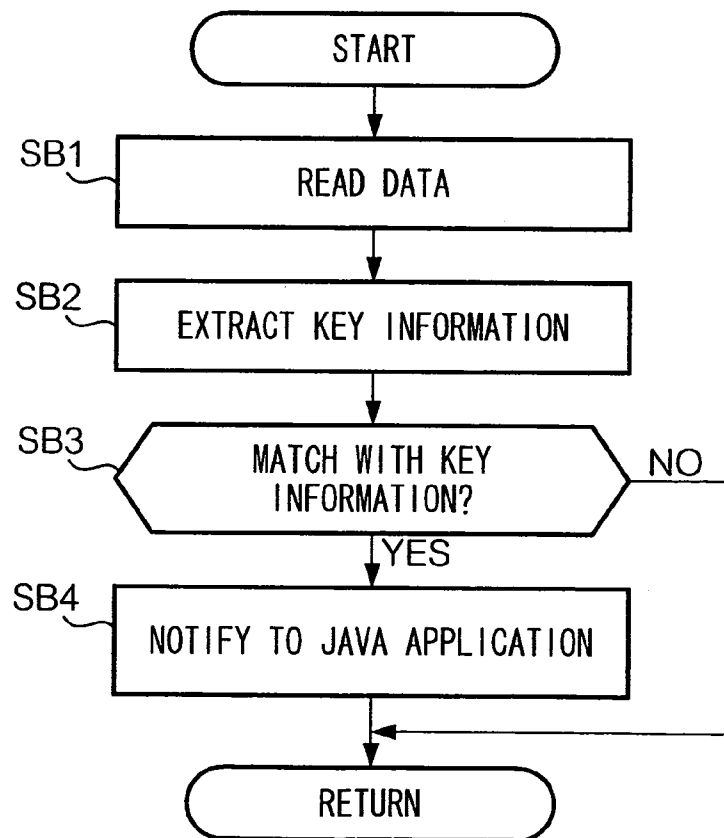 START
SB1
READ DATA
SB2
EXTRACT KEY INFORMATION
SB3
MATCH WITH KEY
INFORMATION?
NO
YES
SB4
NOTIFY TO JAVA APPLICATION
RETURN